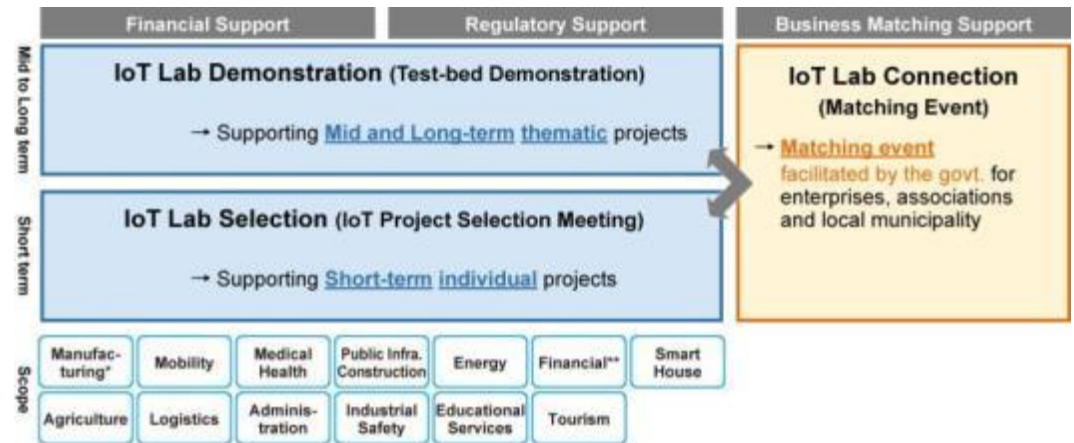 Financial Support
Regulatory Support
Business Matching Support
Mid to Long term
IoT Lab Demonstration (Test-bed Demonstration)
→ Supporting Mid and Long-term thematic projects
Short term
IoT Lab Selection (IoT Project Selection Meeting)
→ Supporting Short-term individual projects
IoT Lab Connection
(Matching Event)
→ Matching event
facilitated by the govt. for
enterprises, associations
and local municipality
Scope
Manufac-
turing*
Mobility
Medical
Health
Public Infra.
Construction
Energy
Financial**
Smart
House
Agriculture
Logistics
Adminis-
tration
Industrial
Safety
Educational
Services
Tourism